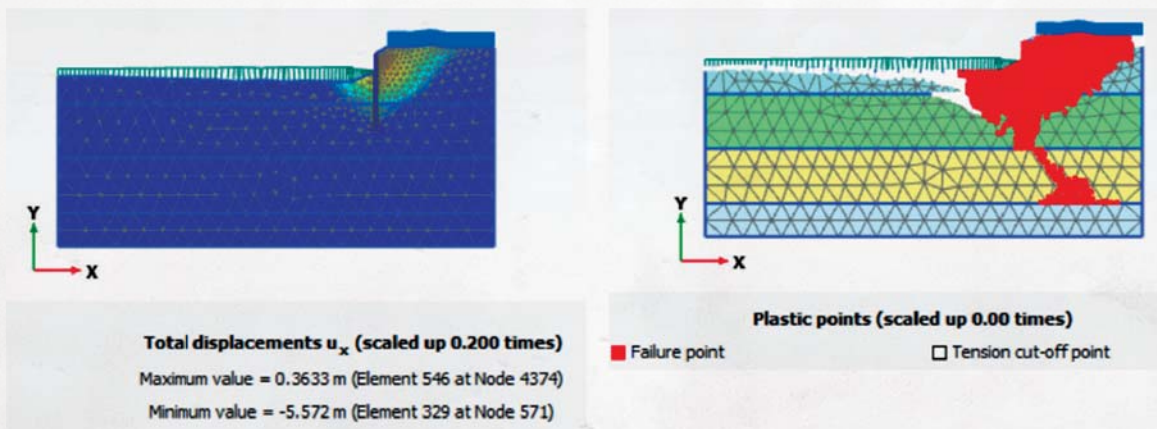 Y
X
Total displacements uₓ (scaled up 0.200 times)
Maximum value = 0.3633 m (Element 546 at Node 4374)
Minimum value = -5.572 m (Element 329 at Node 571)
Y
X
Plastic points (scaled up 0.00 times)
Failure point
Tension cut-off point